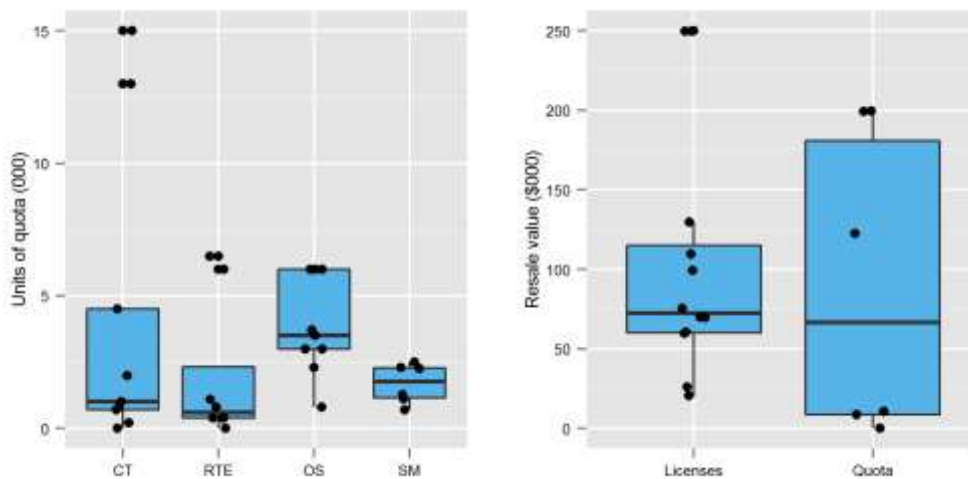 Units of quota (000)
15
10
5
0
CT RTE OS SM
Resale value ($000)
250
200
150
100
50
0
Licenses Quota